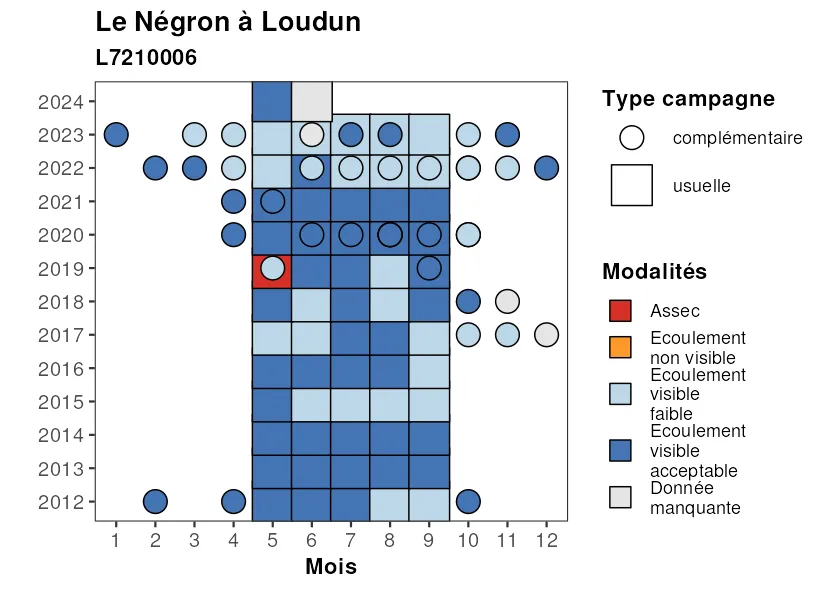 Le Négron à Loudun
L7210006
2024
2023
2022
2021
2020
2019
2018
2017
2016
2015
2014
2013
2012
1 2 3 4 5 6 7 8 9 10 11 12
Mois
Type campagne
complémentaire
usuelle
Modalités
Assec
Ecoulement
non visible
Ecoulement
visible
faible
Ecoulement
visible
acceptable
Donnée
manquante